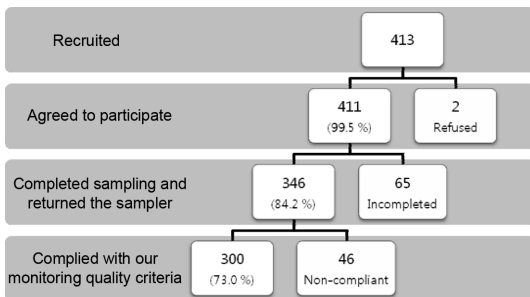 Recruited
413
Agreed to participate
411
(99.5 %)
2
Refused
Completed sampling and
returned the sampler
346
(84.2 %)
65
Incompleted
Complied with our
monitoring quality criteria
300
(73.0 %)
46
Non-compliant